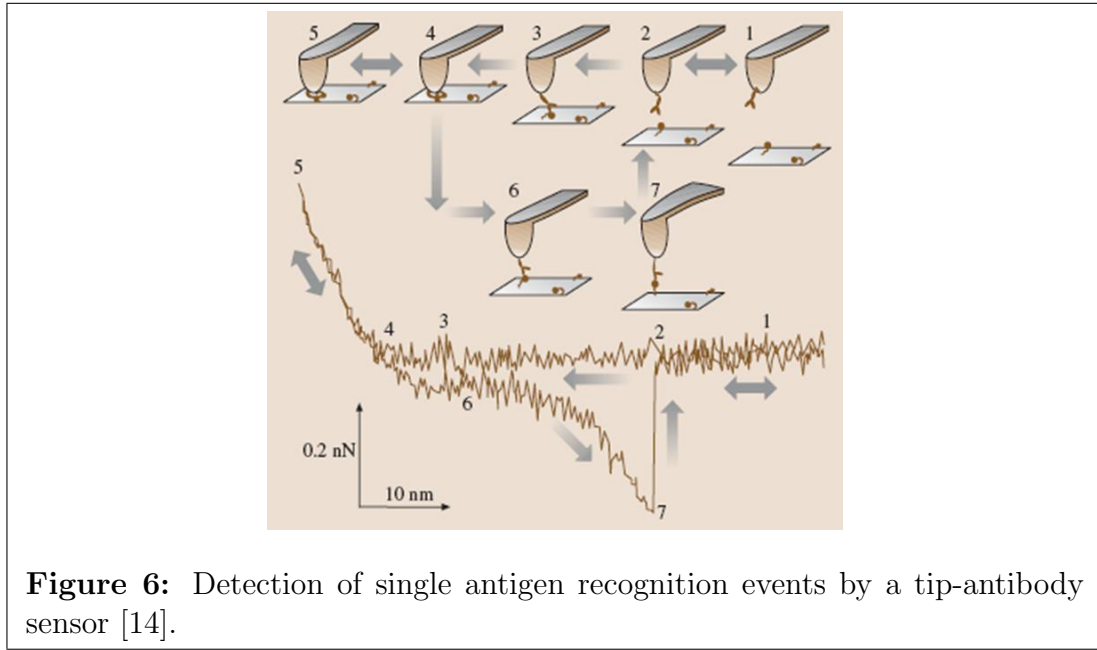 5 4 3 2 1
5
6 7
4 3 2 1
6
0.2 nN
10 nm
7
Figure 6: Detection of single antigen recognition events by a tip-antibody
sensor [14].